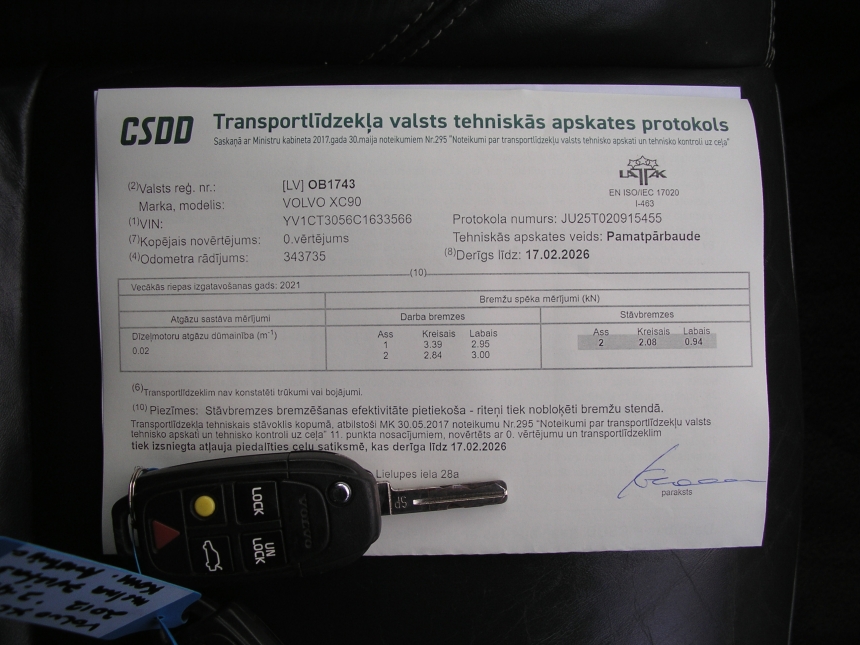 CSDD
Transportlīdzekļa valsts tehniskās apskates protokols
Saskaņā ar Ministru kabineta 2017.gada 30.maija noteikumiem Nr.295 "Noteikumi par transportlīdzekļu valsts tehnisko apskati un tehnisko kontroli uz ceļa"
LATAK
EN ISO/IEC 17020
I-463
(2)Valsts reģ. nr.: [LV] OB1743
Marka, modelis: VOLVO XC90
(1)VIN: YV1CT3056C1633566 Protokola numurs: JU25T020915455
(7)Kopējais novērtējums: 0.vērtējums Tehniskās apskates veids: Pamatpārbaude
(4)Odometra rādījums: 343735 (8)Derīgs līdz: 17.02.2026
(10)
Vecākās riepas izgatavošanas gads: 2021
Bremžu spēka mērījumi (kN)
Atgāzu sastāva mērījumi Darba bremzes Stāvbremzes
Dīzeļmotoru atgāzu dūmainība (m-1) Ass Kreisais Labais Ass Kreisais Labais
0.02 1 3.39 2.95 2 2.08 0.94
2 2.84 3.00
(6)Transportlīdzeklim nav konstatēti trūkumi vai bojājumi.
(10) Piezīmes: Stāvbremzes bremzēšanas efektivitāte pietiekoša - riteņi tiek nobloķēti bremžu stendā.
Transportlīdzekļa tehniskais stāvoklis kopumā, atbilstoši MK 30.05.2017 noteikumu Nr.295 "Noteikumi par transportlīdzekļu valsts
tehnisko apskati un tehnisko kontroli uz ceļa" 11. punkta nosacījumiem, novērtēts ar 0. vērtējumu un transportlīdzeklim
tiek izsniegta atļauja piedalīties ceļu satiksmē, kas derīga līdz 17.02.2026
Lielupes iela 28a
paraksts
LOCK
UN
LOCK
VOLVO
d5
Volvo
2012